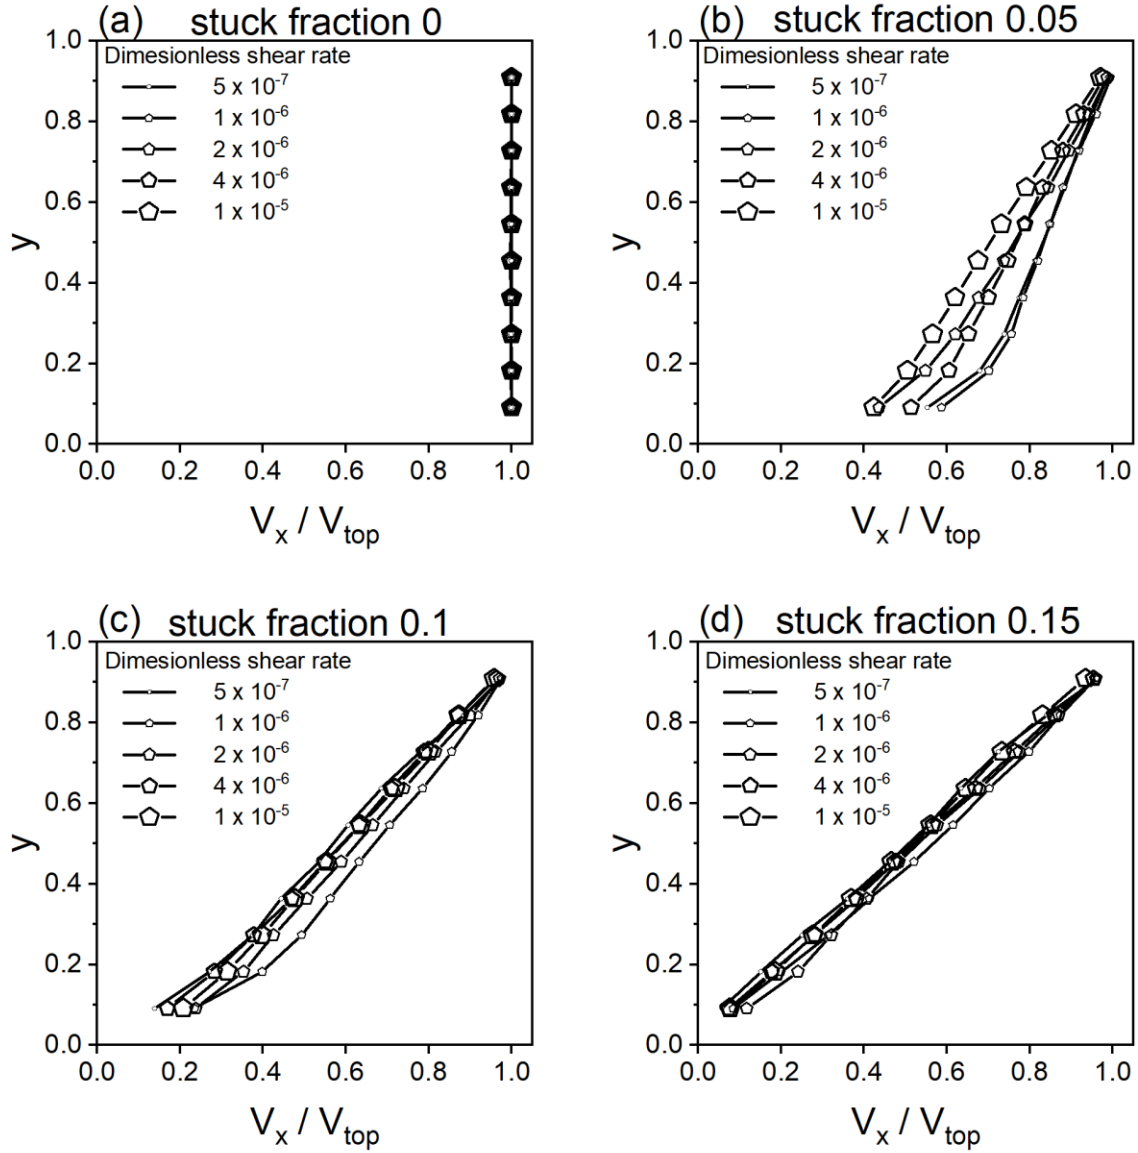 (a) stuck fraction 0
Dimesionless shear rate
5 x 10⁻⁷
1 x 10⁻⁶
2 x 10⁻⁶
4 x 10⁻⁶
1 x 10⁻⁵
1.0
0.8
0.6
0.4
0.2
0.0
y
0.0 0.2 0.4 0.6 0.8 1.0
Vₓ / V_top
(b) stuck fraction 0.05
Dimesionless shear rate
5 x 10⁻⁷
1 x 10⁻⁶
2 x 10⁻⁶
4 x 10⁻⁶
1 x 10⁻⁵
1.0
0.8
0.6
0.4
0.2
0.0
y
0.0 0.2 0.4 0.6 0.8 1.0
Vₓ / V_top
(c) stuck fraction 0.1
Dimesionless shear rate
5 x 10⁻⁷
1 x 10⁻⁶
2 x 10⁻⁶
4 x 10⁻⁶
1 x 10⁻⁵
1.0
0.8
0.6
0.4
0.2
0.0
y
0.0 0.2 0.4 0.6 0.8 1.0
Vₓ / V_top
(d) stuck fraction 0.15
Dimesionless shear rate
5 x 10⁻⁷
1 x 10⁻⁶
2 x 10⁻⁶
4 x 10⁻⁶
1 x 10⁻⁵
1.0
0.8
0.6
0.4
0.2
0.0
y
0.0 0.2 0.4 0.6 0.8 1.0
Vₓ / V_top